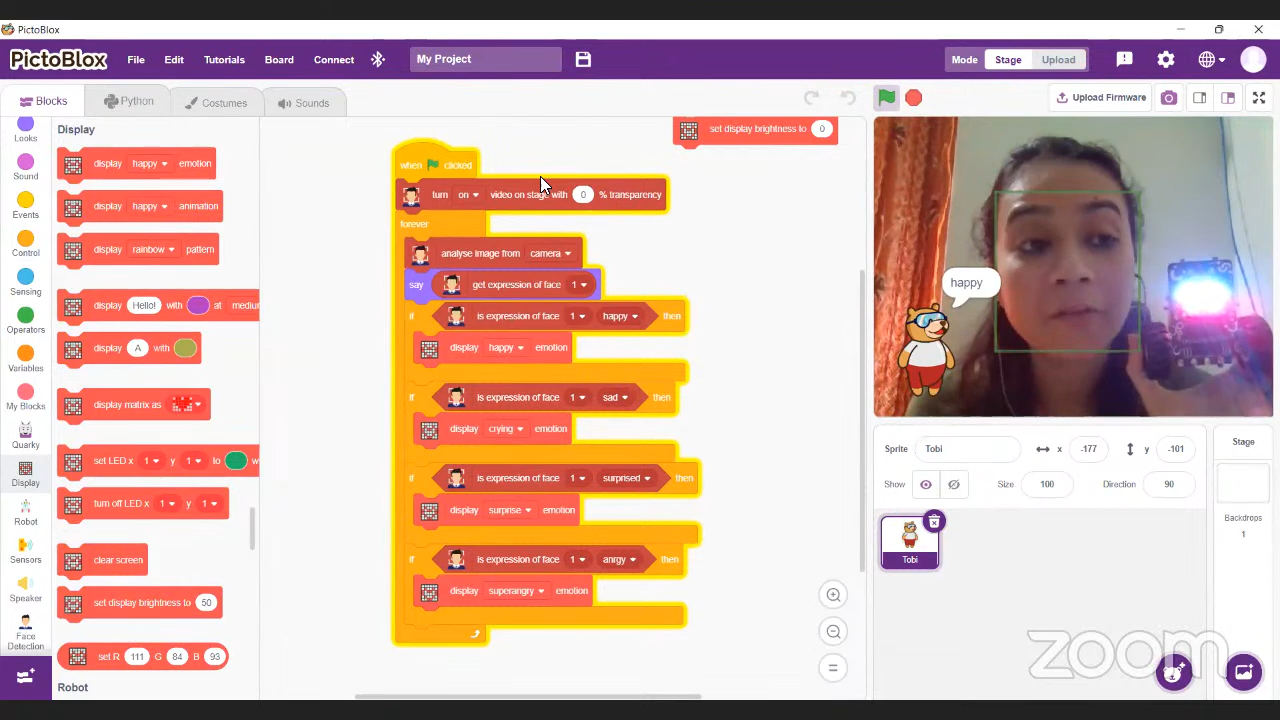 PictoBlox
PictoBlox File Edit Tutorials Board Connect My Project Mode Stage Upload
Blocks Python Costumes Sounds Upload Firmware
Looks
Sound
Events
Control
Sensing
Operators
Variables
My Blocks
Quarky
Display
Robot
Sensors
Speaker
Face
Detection
Display
display happy emotion
display happy animation
display rainbow pattern
display Hello! with at medium
display A with
display matrix as
set LED x 1 y 1 to
turn off LED x 1 y 1
clear screen
set display brightness to 50
set R 111 G 84 B 93
Robot
set display brightness to 0
when clicked
turn on video on stage with 0 % transparency
forever
analyse image from camera
say get expression of face 1
if is expression of face 1 happy then
display happy emotion
if is expression of face 1 sad then
display crying emotion
if is expression of face 1 surprised then
display surprise emotion
if is expression of face 1 anrgy then
display superangry emotion
happy
Sprite Tobi x -177 y -101
Show Size 100 Direction 90
Tobi
Stage
Backdrops
1
zoom